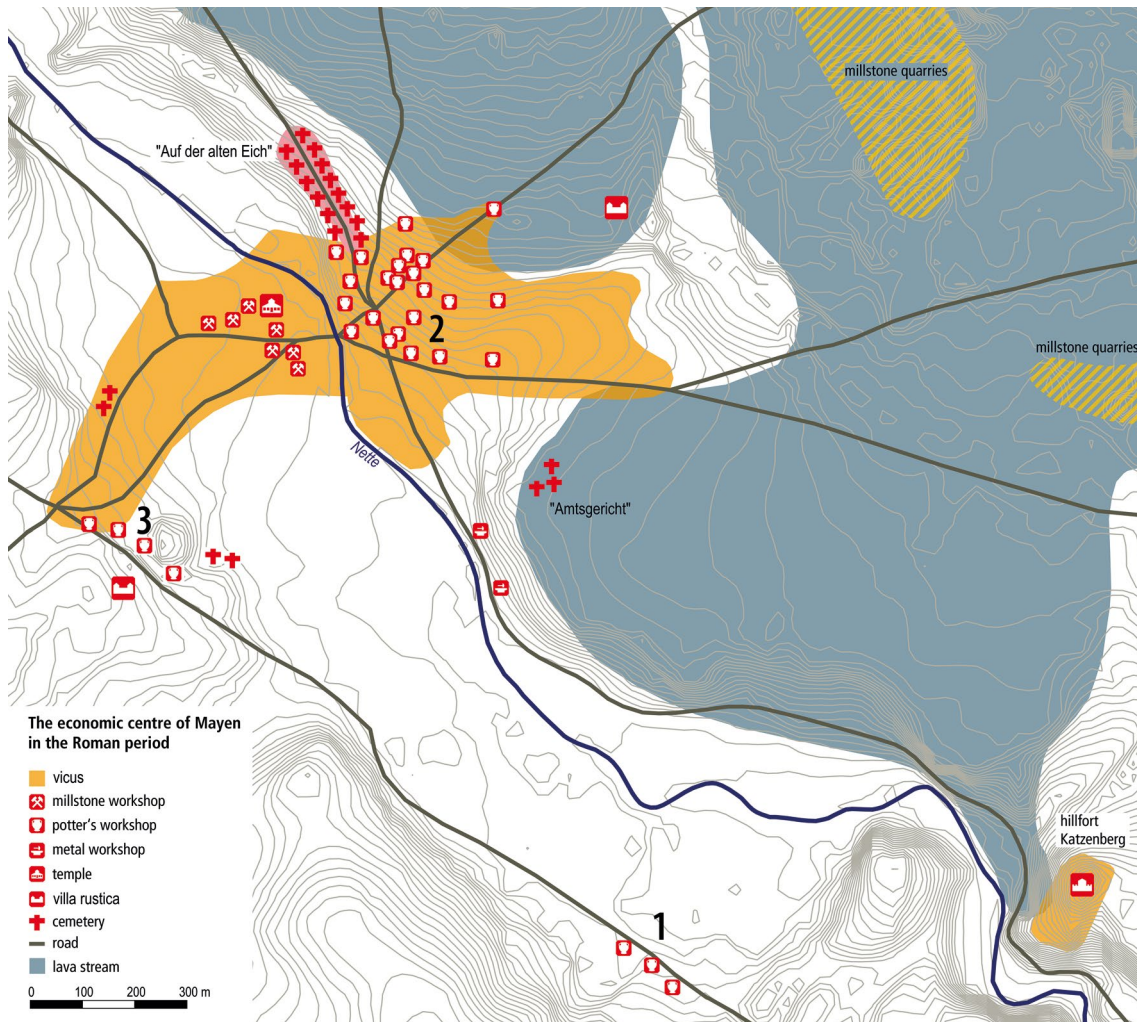 millstone quarries
"Auf der alten Eich"
2
millstone quarries
Nette
"Amtsgericht"
3
The economic centre of Mayen
in the Roman period
vicus
millstone workshop
potter's workshop
metal workshop
temple
villa rustica
cemetery
road
lava stream
0 100 200 300 m
hillfort
Katzenberg
1